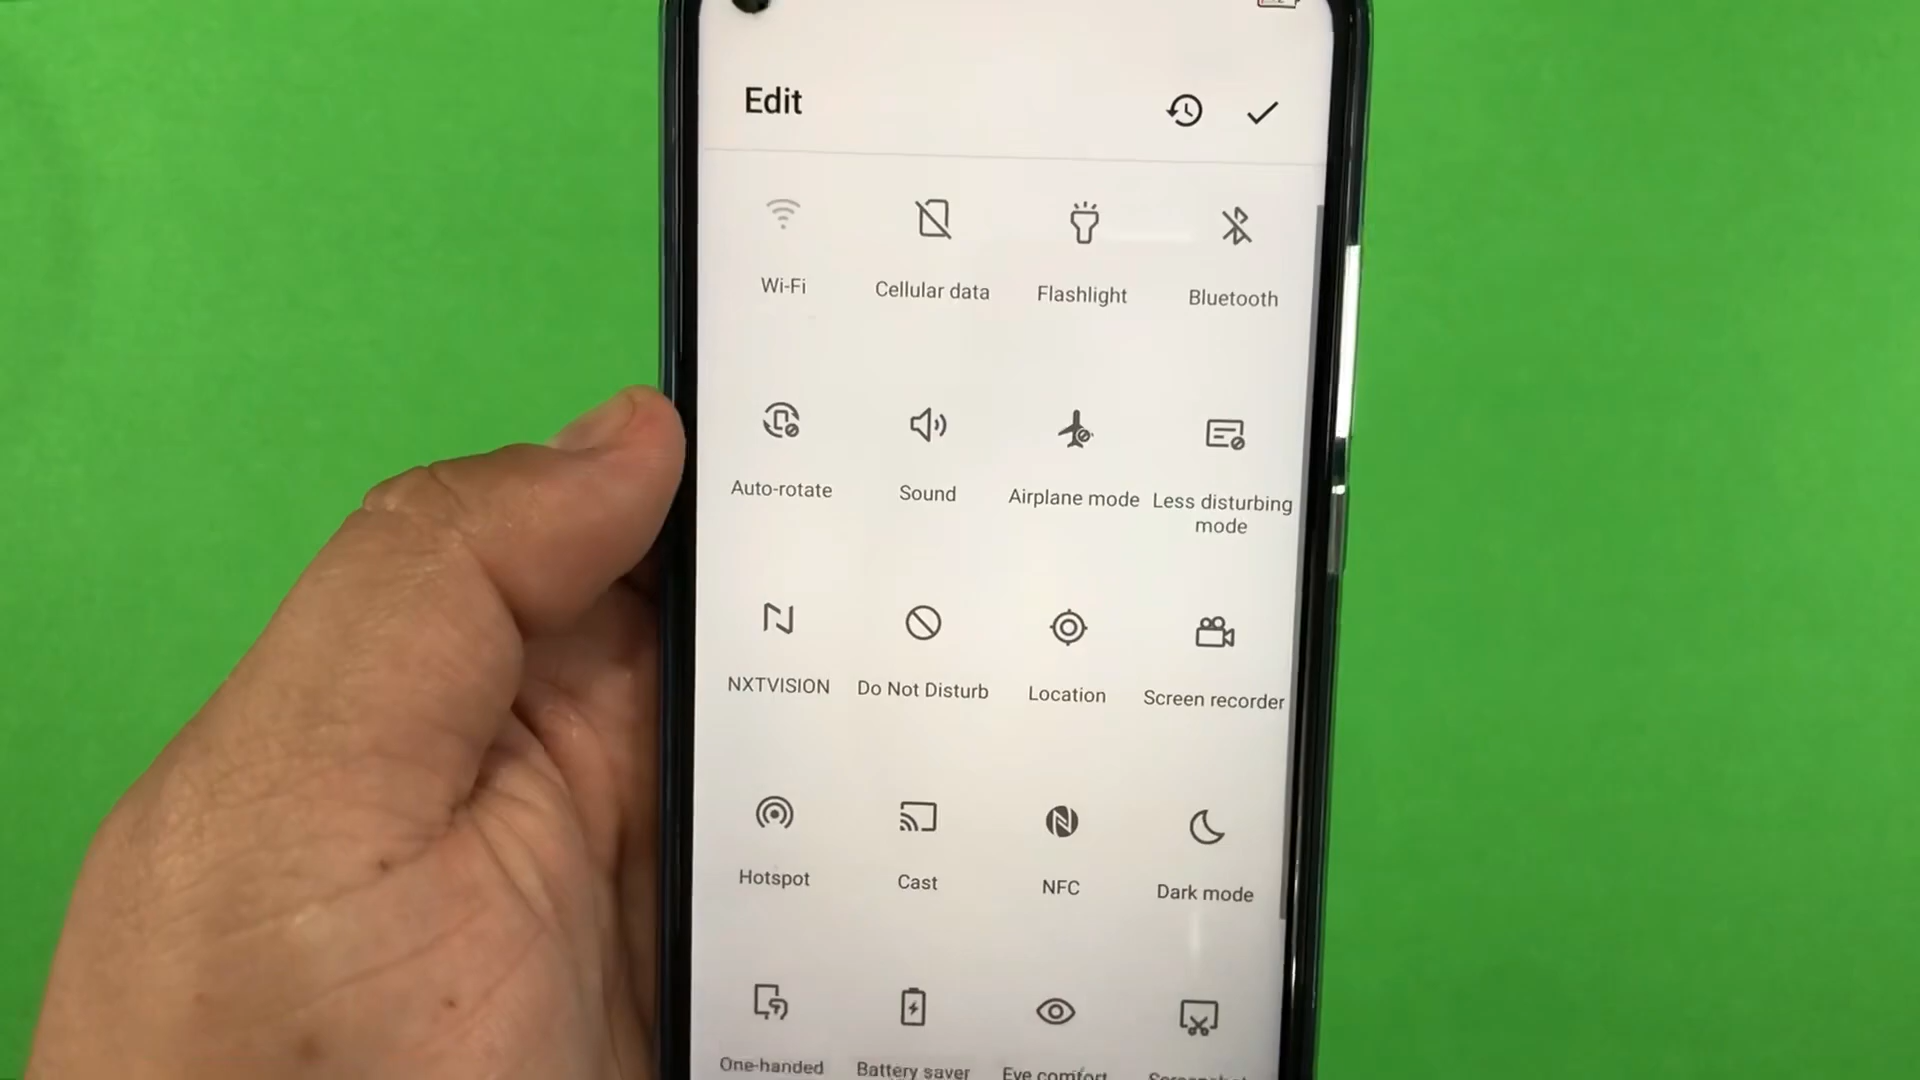 Edit
Wi-Fi
Cellular data
Flashlight
Bluetooth
Auto-rotate
Sound
Airplane mode
Less disturbing
mode
NXTVISION
Do Not Disturb
Location
Screen recorder
Hotspot
Cast
NFC
Dark mode
One-handed
Battery saver
Eye comfort